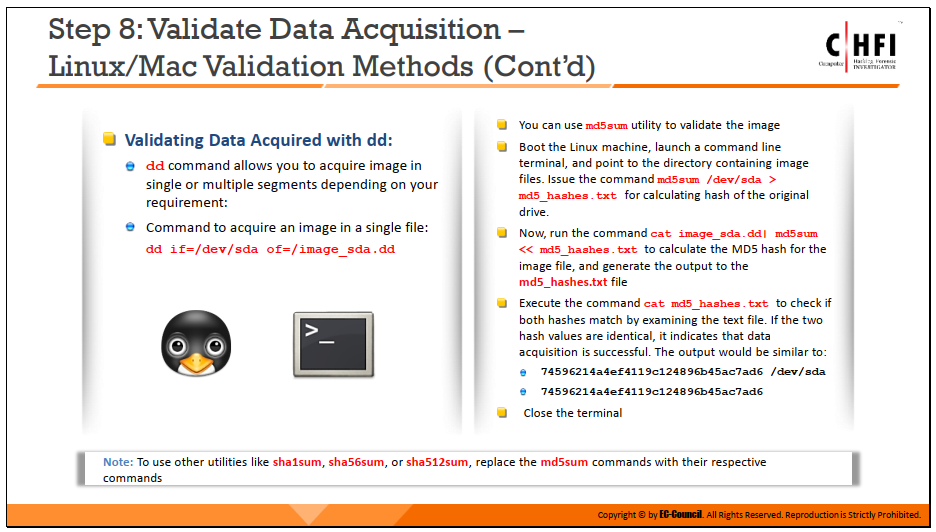 Step 8: Validate Data Acquisition –
Linux/Mac Validation Methods (Cont'd)
CHFI
Computer Hacking Forensic
INVESTIGATOR
Validating Data Acquired with dd:
dd command allows you to acquire image in
single or multiple segments depending on your
requirement:
Command to acquire an image in a single file:
dd if=/dev/sda of=/image_sda.dd
>_
You can use md5sum utility to validate the image
Boot the Linux machine, launch a command line
terminal, and point to the directory containing image
files. Issue the command md5sum /dev/sda >
md5_hashes.txt for calculating hash of the original
drive.
Now, run the command cat image_sda.dd| md5sum
<< md5_hashes.txt to calculate the MD5 hash for the
image file, and generate the output to the
md5_hashes.txt file
Execute the command cat md5_hashes.txt to check if
both hashes match by examining the text file. If the two
hash values are identical, it indicates that data
acquisition is successful. The output would be similar to:
74596214a4ef4119c124896b45ac7ad6 /dev/sda
74596214a4ef4119c124896b45ac7ad6
Close the terminal
Note: To use other utilities like sha1sum, sha56sum, or sha512sum, replace the md5sum commands with their respective
commands
Copyright © by EC-Council. All Rights Reserved. Reproduction is Strictly Prohibited.